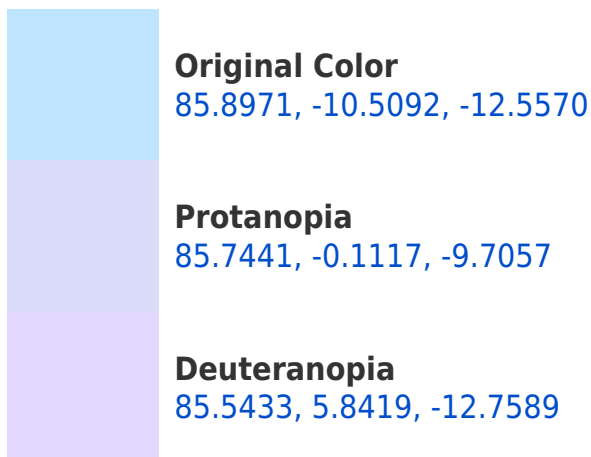 Original Color
85.8971, -10.5092, -12.5570
Protanopia
85.7441, -0.1117, -9.7057
Deuteranopia
85.5433, 5.8419, -12.7589